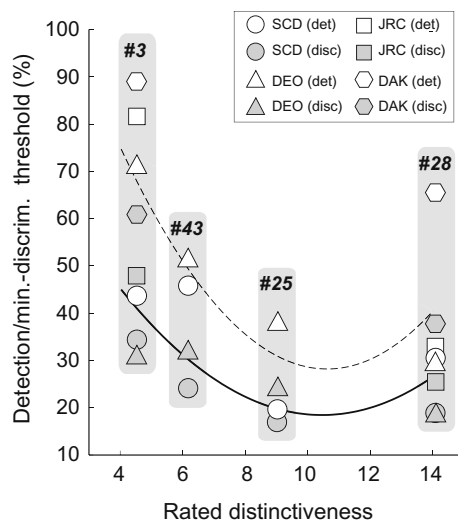 100
90
80
70
60
50
40
30
20
10
Detection/min.-discrim. threshold (%)
#3
#43
#25
#28
SCD (det)
SCD (disc)
DEO (det)
DEO (disc)
JRC (det)
JRC (disc)
DAK (det)
DAK (disc)
4
6
8
10
12
14
Rated distinctiveness